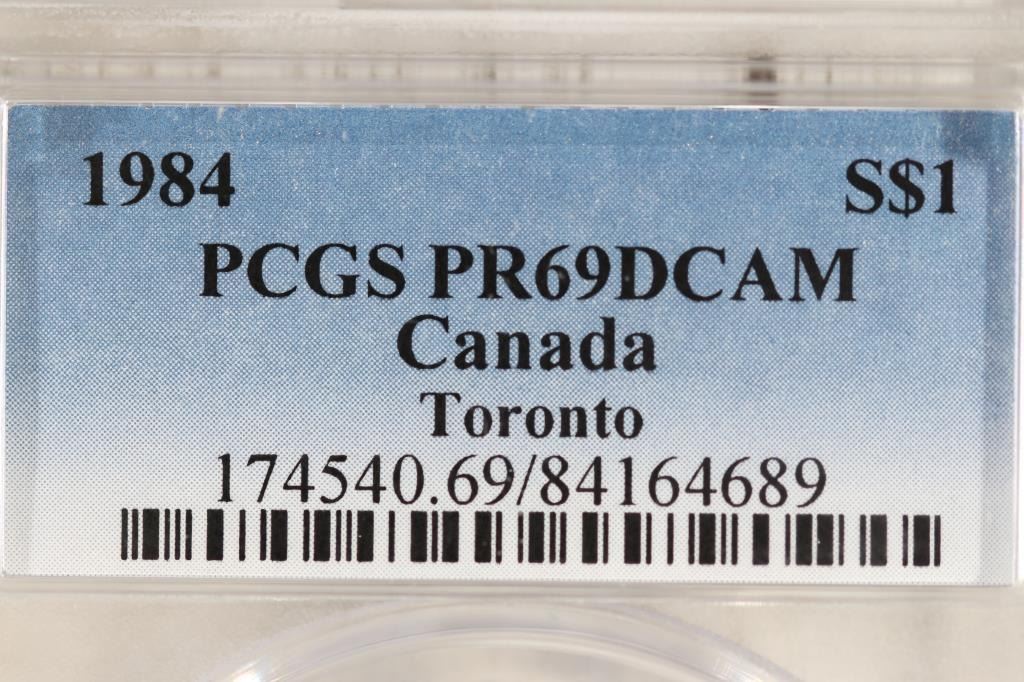 1984 S$1
PCGS PR69DCAM
Canada
Toronto
174540.69/84164689